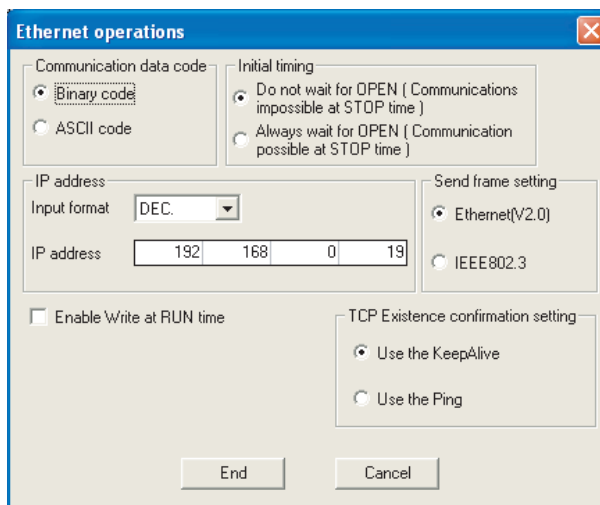 Ethernet operations
Communication data code
Binary code
ASCII code
Initial timing
Do not wait for OPEN ( Communications
impossible at STOP time )
Always wait for OPEN ( Communication
possible at STOP time )
IP address
Input format DEC.
IP address 192 168 0 19
Send frame setting
Ethernet(V2.0)
IEEE802.3
Enable Write at RUN time
TCP Existence confirmation setting
Use the KeepAlive
Use the Ping
End Cancel